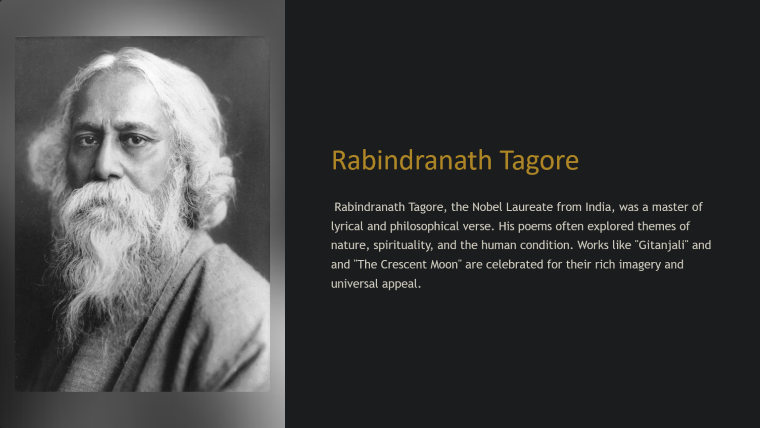 Rabindranath Tagore
Rabindranath Tagore, the Nobel Laureate from India, was a master of
lyrical and philosophical verse. His poems often explored themes of
nature, spirituality, and the human condition. Works like "Gitanjali" and
and "The Crescent Moon" are celebrated for their rich imagery and
universal appeal.